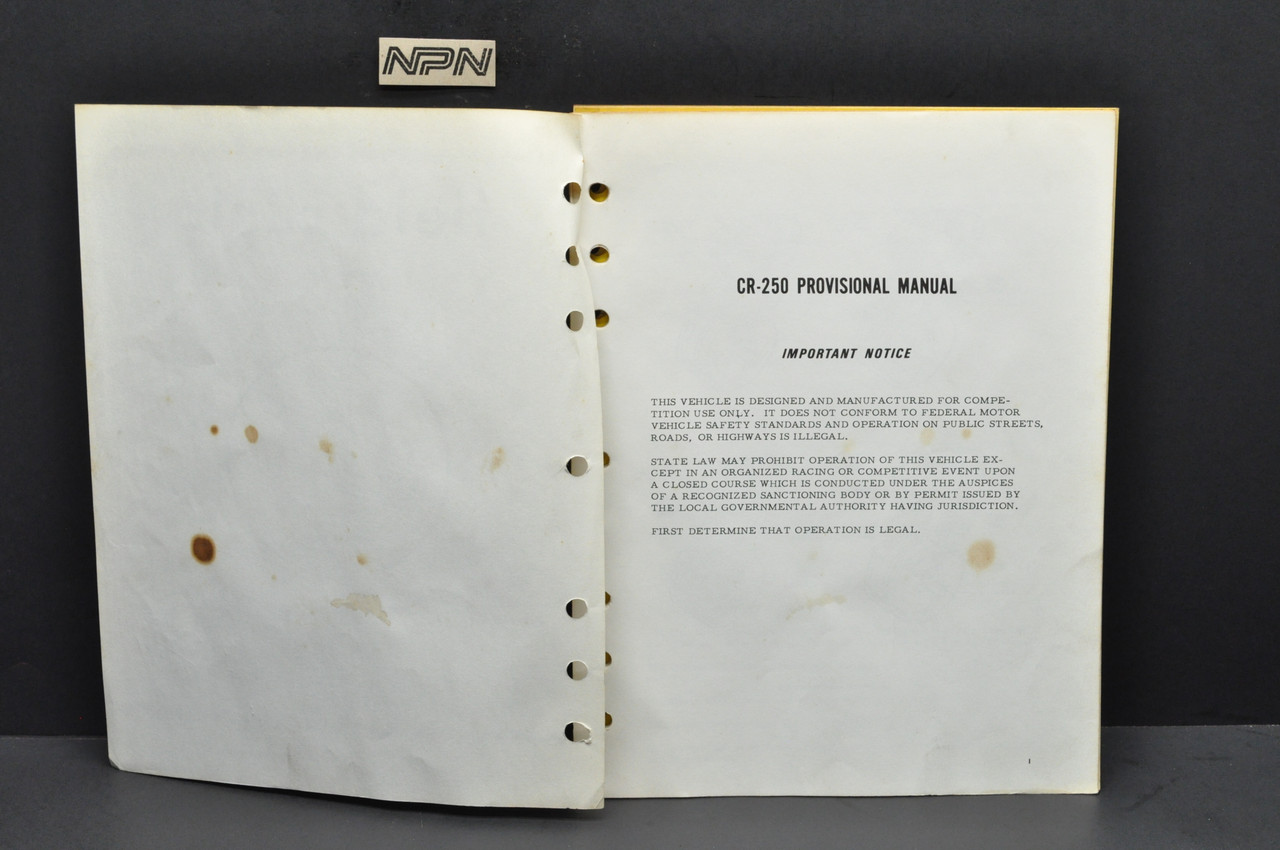 NPN
CR-250 PROVISIONAL MANUAL
IMPORTANT NOTICE
THIS VEHICLE IS DESIGNED AND MANUFACTURED FOR COMPE-
TITION USE ONLY. IT DOES NOT CONFORM TO FEDERAL MOTOR
VEHICLE SAFETY STANDARDS AND OPERATION ON PUBLIC STREETS,
ROADS, OR HIGHWAYS IS ILLEGAL.
STATE LAW MAY PROHIBIT OPERATION OF THIS VEHICLE EX-
CEPT IN AN ORGANIZED RACING OR COMPETITIVE EVENT UPON
A CLOSED COURSE WHICH IS CONDUCTED UNDER THE AUSPICES
OF A RECOGNIZED SANCTIONING BODY OR BY PERMIT ISSUED BY
THE LOCAL GOVERNMENTAL AUTHORITY HAVING JURISDICTION.
FIRST DETERMINE THAT OPERATION IS LEGAL.
1